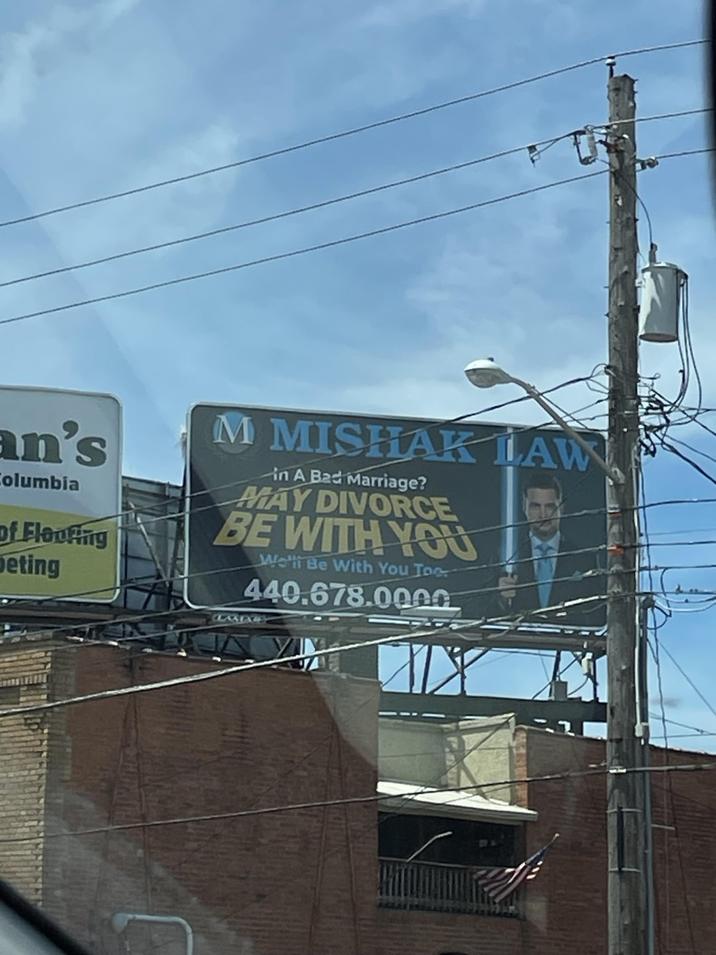 an's
Columbia
of Flooring
peting
M MISHAK LAW
In A Bad Marriage?
MAY DIVORCE
BE WITH YOU
We'll Be With You Too.
440.678.0000
LAMAR